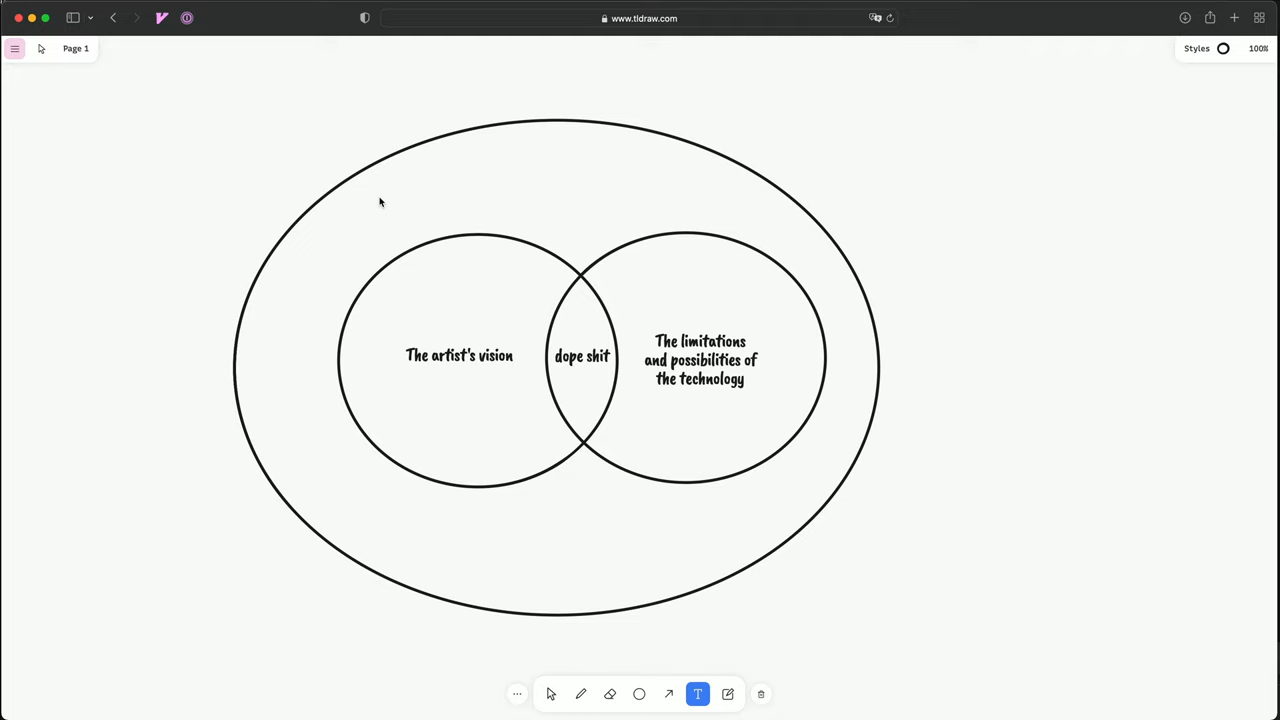 www.tldraw.com
Page 1
Styles
100%
The artist's vision
dope shit
The limitations
and possibilities of
the technology
T